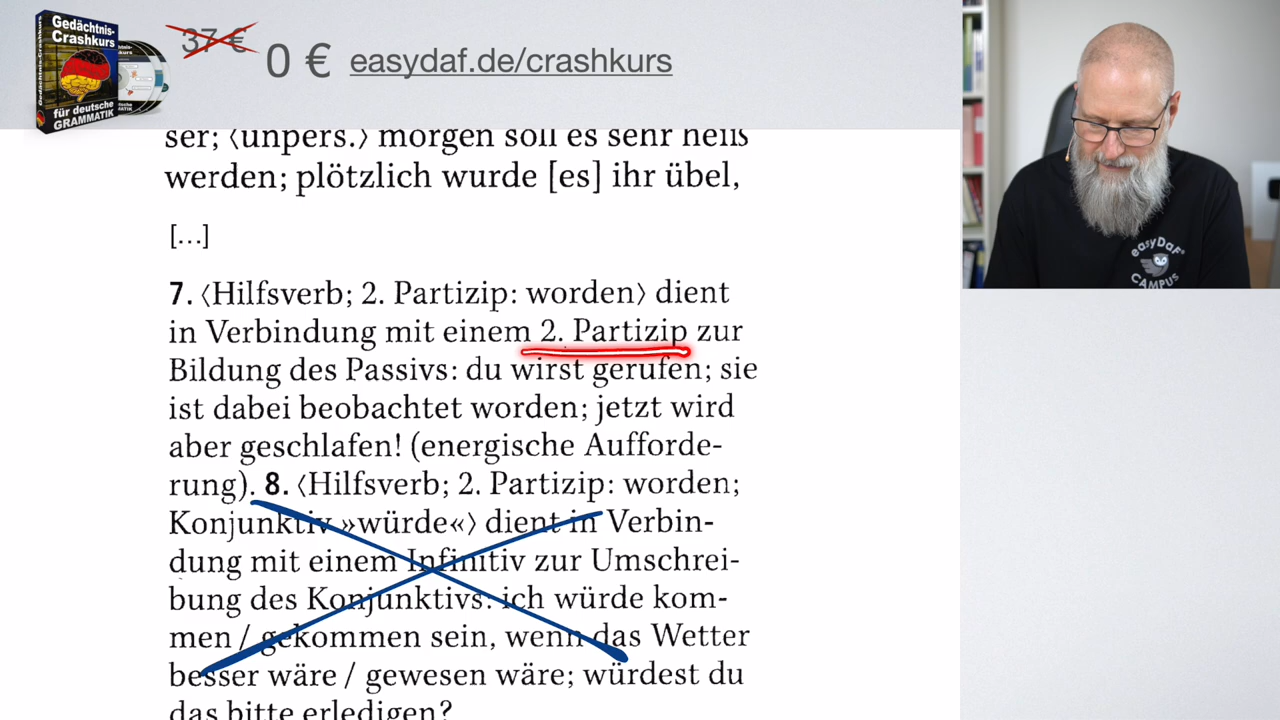 Gedächtnis-
Crashkurs
für deutsche
GRAMMATIK
37 €
0 € easydaf.de/crashkurs
easyDaF®
CAMPUS
ser; ⟨unpers.⟩ morgen soll es sehr heiß
werden; plötzlich wurde [es] ihr übel,
[...]
7. ⟨Hilfsverb; 2. Partizip: worden⟩ dient
in Verbindung mit einem 2. Partizip zur
Bildung des Passivs: du wirst gerufen; sie
ist dabei beobachtet worden; jetzt wird
aber geschlafen! (energische Aufforde-
rung). 8. ⟨Hilfsverb; 2. Partizip: worden;
Konjunktiv »würde«⟩ dient in Verbin-
dung mit einem Infinitiv zur Umschrei-
bung des Konjunktivs: ich würde kom-
men / gekommen sein, wenn das Wetter
besser wäre / gewesen wäre; würdest du
das bitte erledigen?